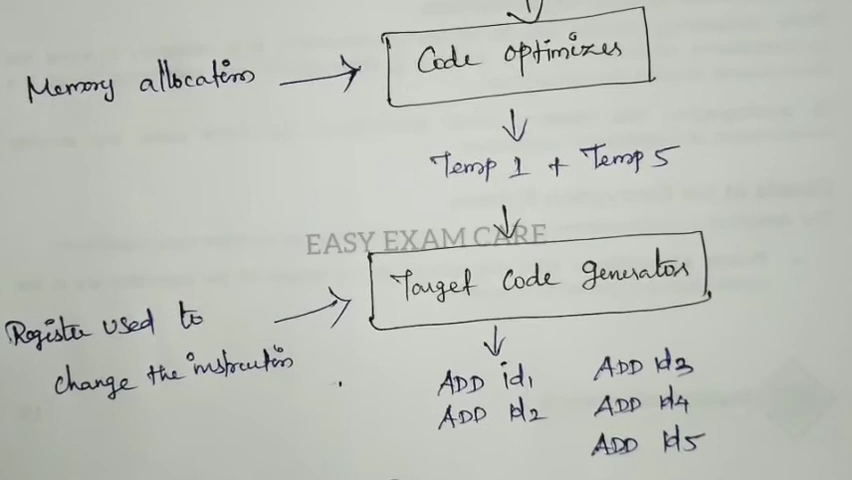 Code optimizer
Memory allocation
Temp 1 + Temp 5
EASY EXAM CARE
Target Code generator
Register used to
change the instruction
ADD id1
ADD id2
ADD id3
ADD id4
ADD id5